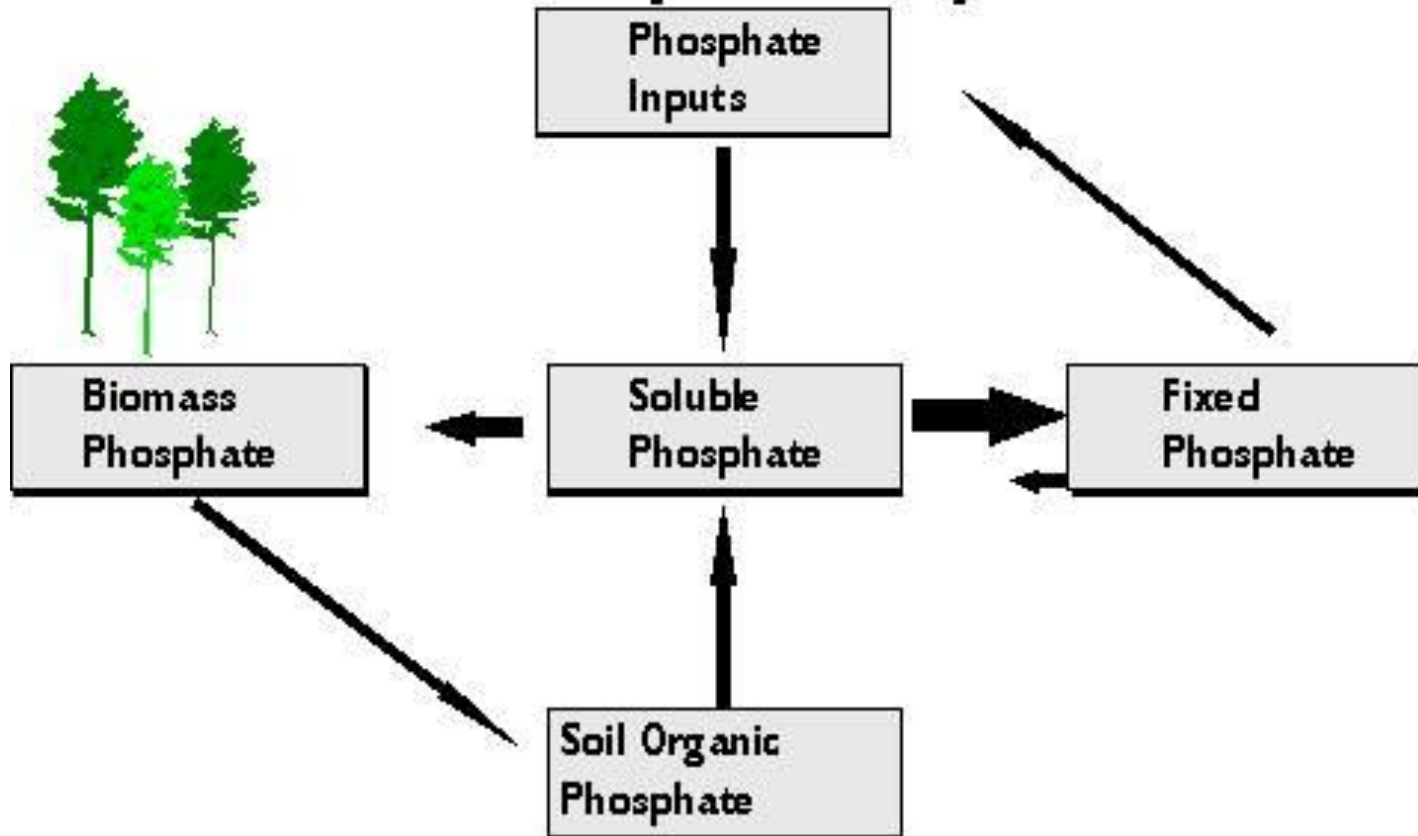 Phosphate
Inputs
Biomass
Phosphate
Soluble
Phosphate
Fixed
Phosphate
Soil Organic
Phosphate